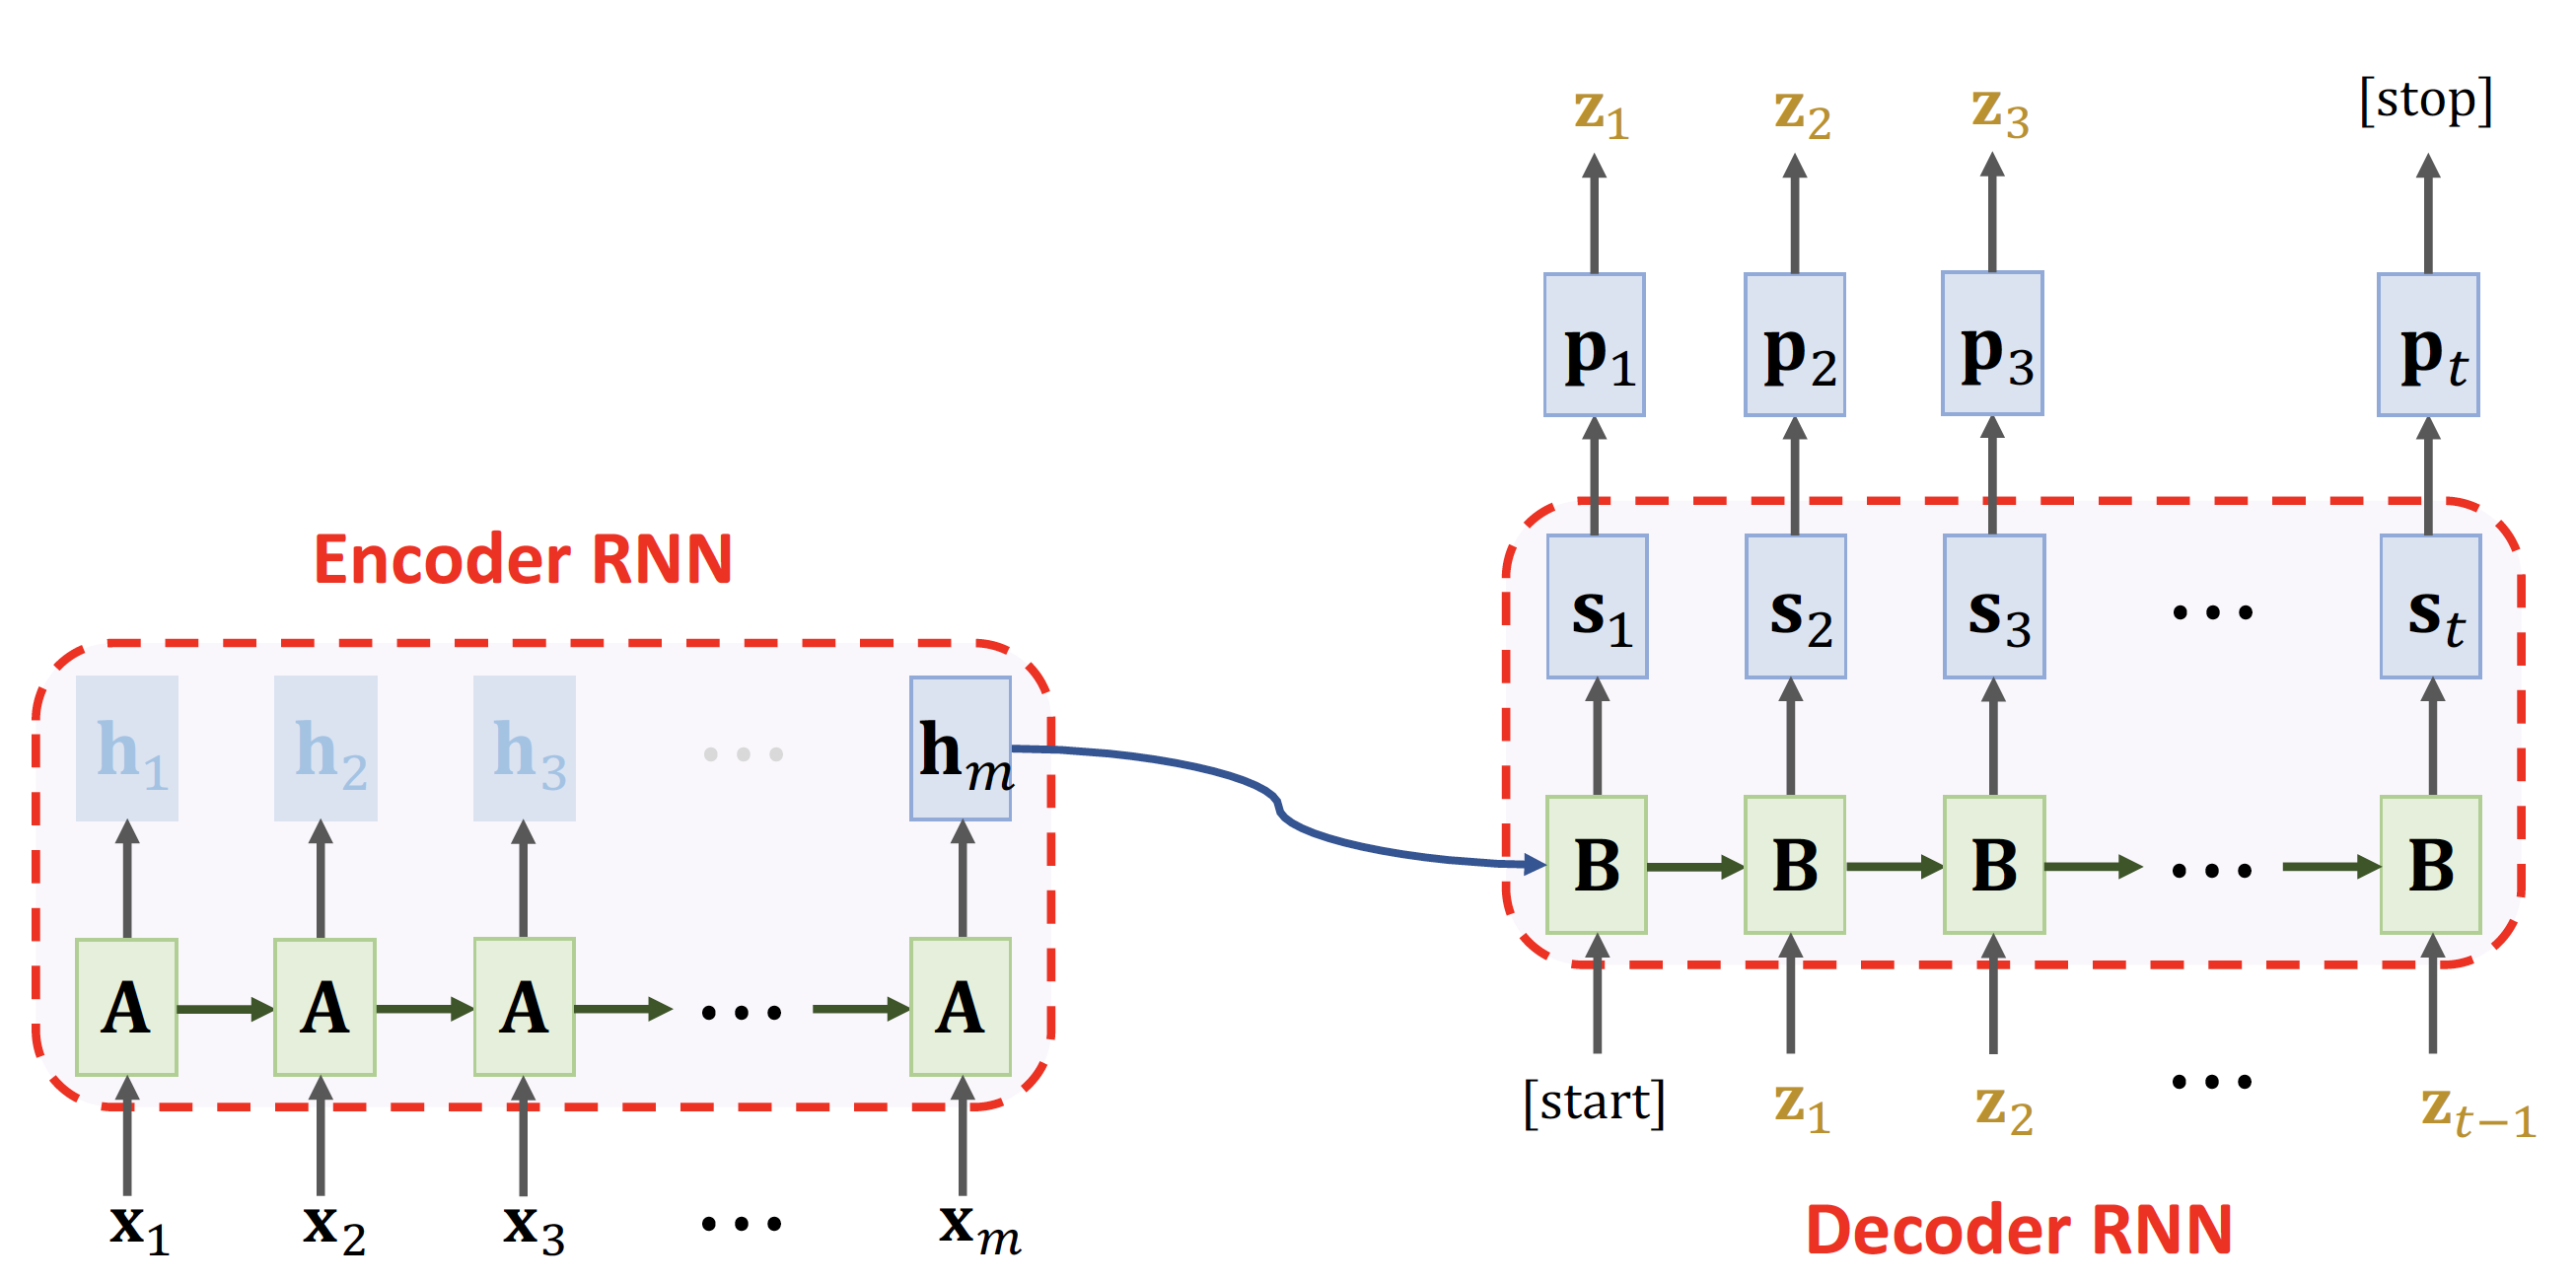 z₁ z₂ z₃ [stop]
p₁ p₂ p₃ pₜ
Encoder RNN
s₁ s₂ s₃ ... sₜ
h₁ h₂ h₃ ... hₘ
B B B ... B
A A A ... A
[start] z₁ z₂ ... zₜ₋₁
x₁ x₂ x₃ ... xₘ
Decoder RNN